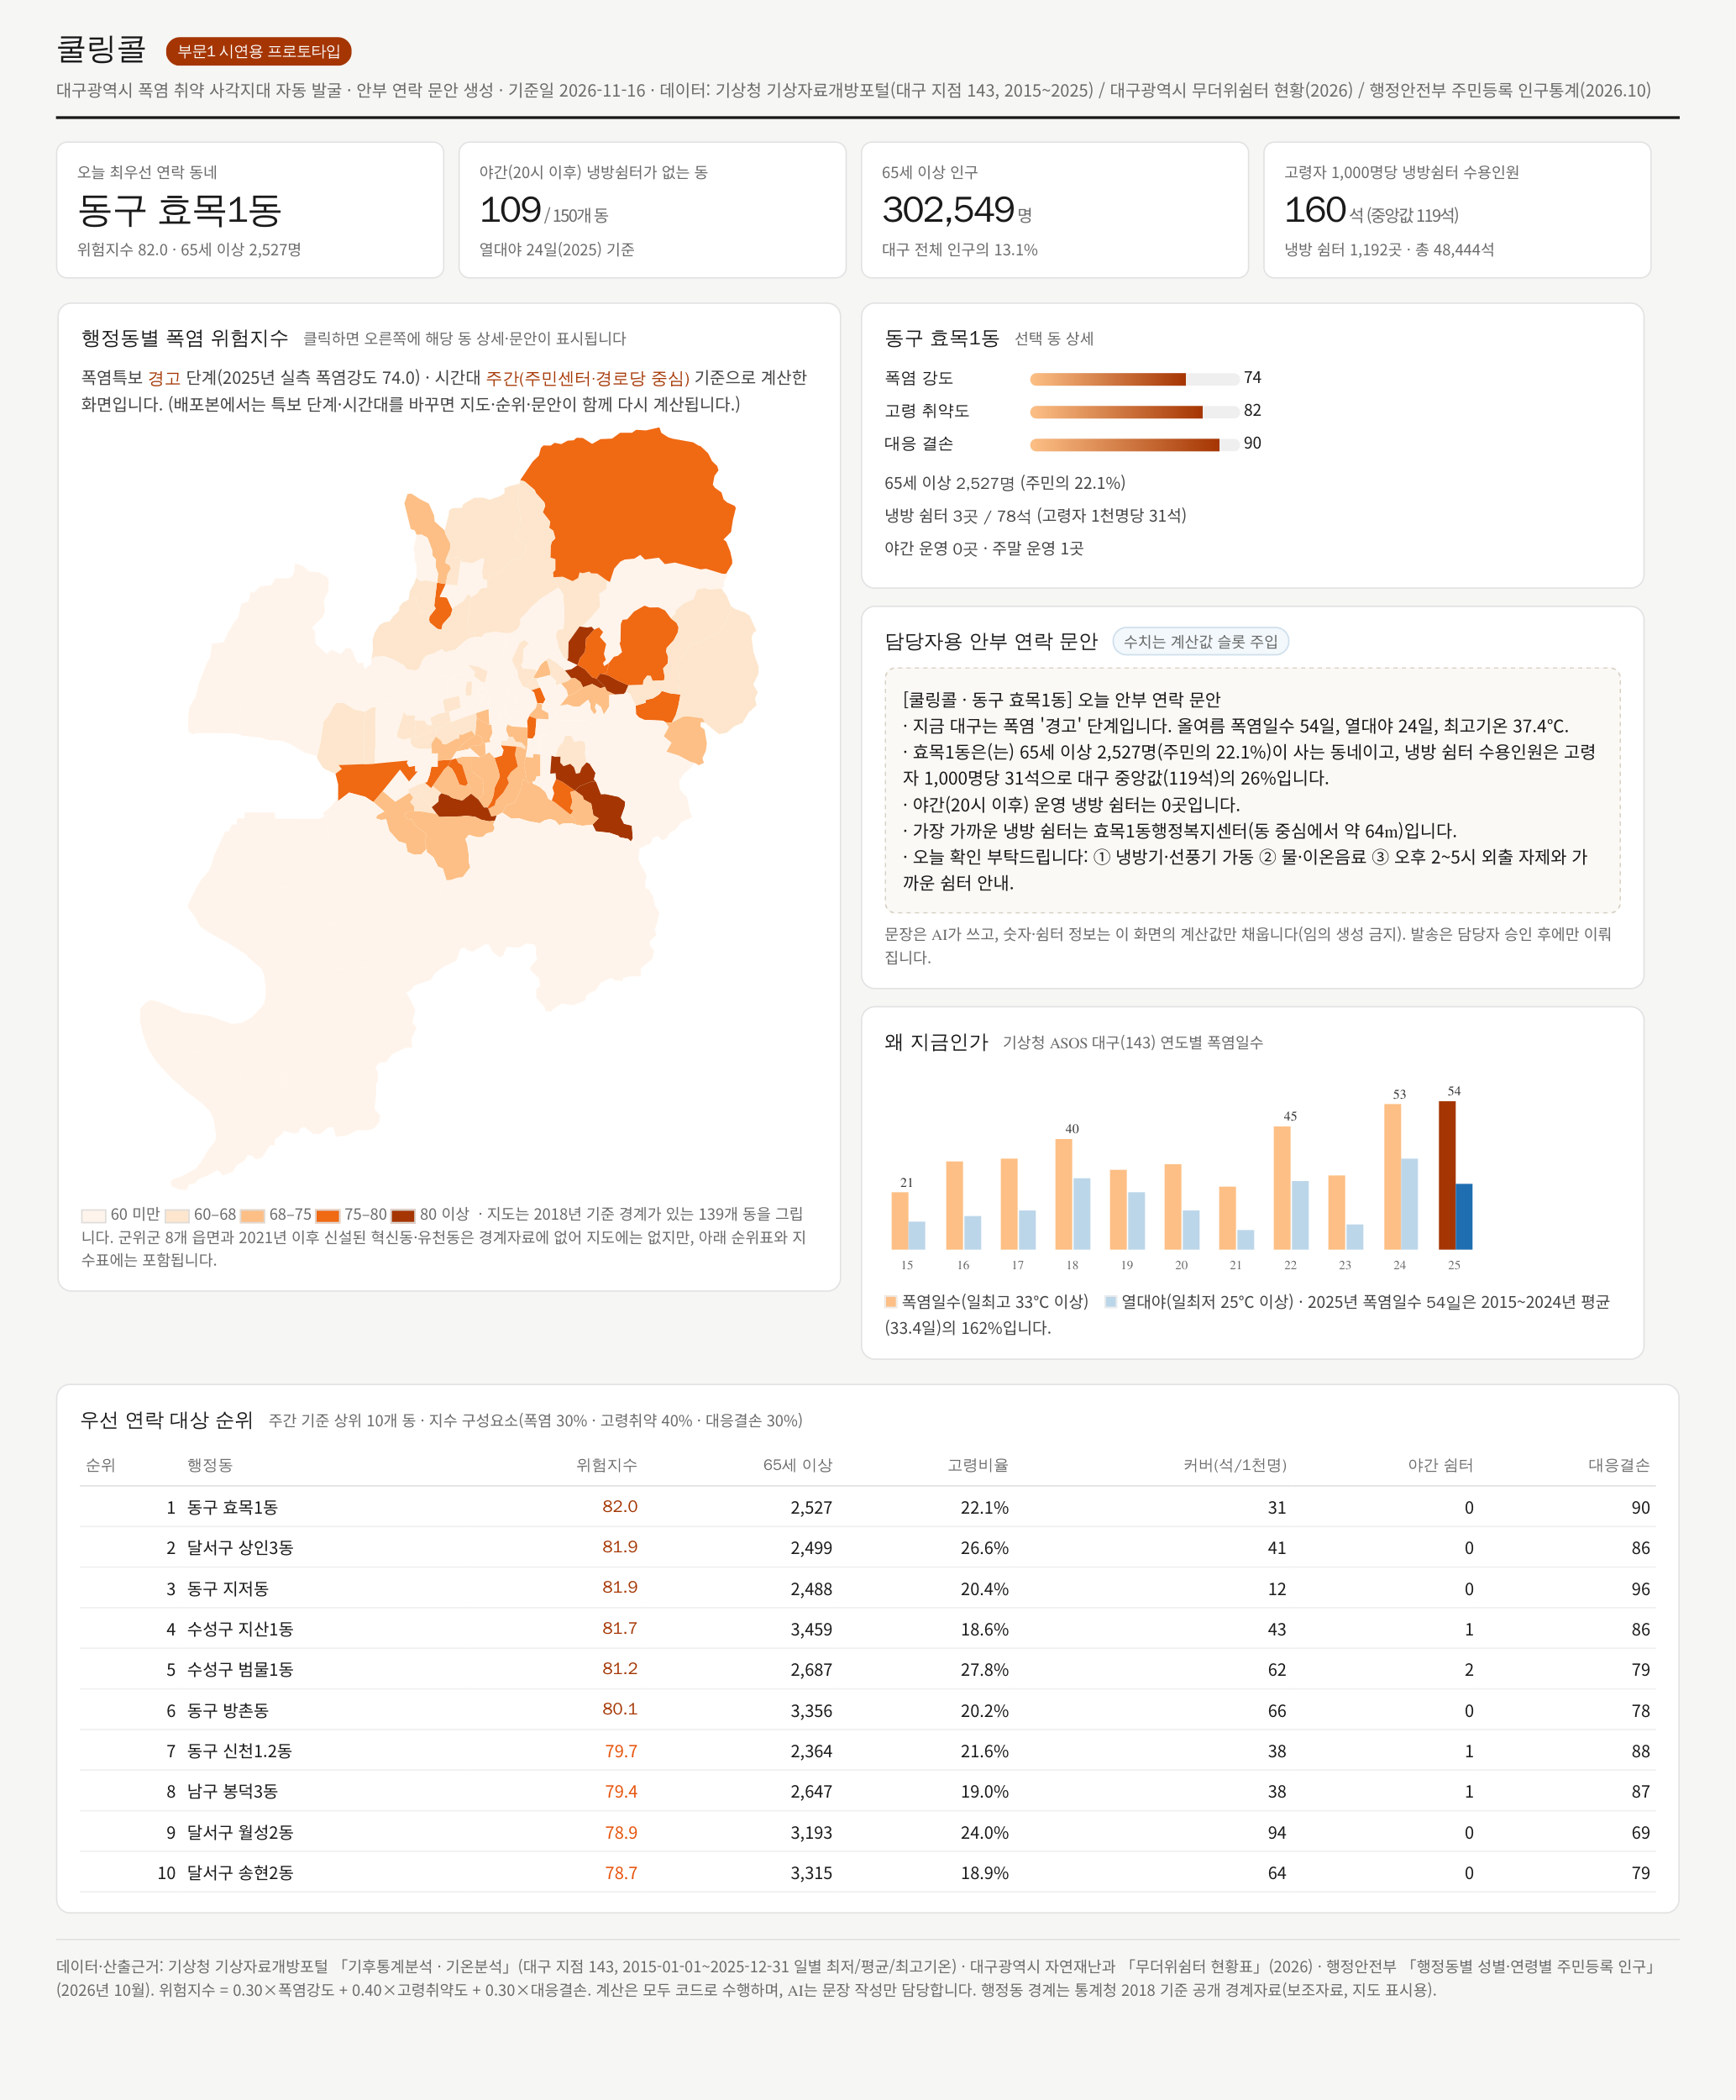 쿨링콜 부문1 시연용 프로토타입
대구광역시 폭염 취약 사각지대 자동 발굴 · 안부 연락 문안 생성 · 기준일 2026-11-16 · 데이터: 기상청 기상자료개방포털(대구 지점 143, 2015~2025) / 대구광역시 무더위쉼터 현황(2026) / 행정안전부 주민등록 인구통계(2026.10)
오늘 최우선 연락 동네
동구 효목1동
위험지수 82.0 · 65세 이상 2,527명
야간(20시 이후) 냉방쉼터가 없는 동
109 / 150개 동
열대야 24일(2025) 기준
65세 이상 인구
302,549 명
대구 전체 인구의 13.1%
고령자 1,000명당 냉방쉼터 수용인원
160 석 (중앙값 119석)
냉방 쉼터 1,192곳 · 총 48,444석
행정동별 폭염 위험지수 클릭하면 오른쪽에 해당 동 상세·문안이 표시됩니다
폭염특보 경고 단계(2025년 실측 폭염강도 74.0) · 시간대 주간(주민센터·경로당 중심) 기준으로 계산한
화면입니다. (배포본에서는 특보 단계·시간대를 바꾸면 지도·순위·문안이 함께 다시 계산됩니다.)
60 미만 60–68 68–75 75–80 80 이상 · 지도는 2018년 기준 경계가 있는 139개 동을 그립
니다. 군위군 8개 읍면과 2021년 이후 신설된 혁신동·유천동은 경계자료에 없어 지도에는 없지만, 아래 순위표와 지
수표에는 포함됩니다.
동구 효목1동 선택 동 상세
폭염 강도 74
고령 취약도 82
대응 결손 90
65세 이상 2,527명 (주민의 22.1%)
냉방 쉼터 3곳 / 78석 (고령자 1천명당 31석)
야간 운영 0곳 · 주말 운영 1곳
담당자용 안부 연락 문안 수치는 계산값 슬롯 주입
[쿨링콜 · 동구 효목1동] 오늘 안부 연락 문안
· 지금 대구는 폭염 '경고' 단계입니다. 올여름 폭염일수 54일, 열대야 24일, 최고기온 37.4℃.
· 효목1동은(는) 65세 이상 2,527명(주민의 22.1%)이 사는 동네이고, 냉방 쉼터 수용인원은 고령
자 1,000명당 31석으로 대구 중앙값(119석)의 26%입니다.
· 야간(20시 이후) 운영 냉방 쉼터는 0곳입니다.
· 가장 가까운 냉방 쉼터는 효목1동행정복지센터(동 중심에서 약 64m)입니다.
· 오늘 확인 부탁드립니다: ① 냉방기·선풍기 가동 ② 물·이온음료 ③ 오후 2~5시 외출 자제와 가
까운 쉼터 안내.
문장은 AI가 쓰고, 숫자·쉼터 정보는 이 화면의 계산값만 채웁니다(임의 생성 금지). 발송은 담당자 승인 후에만 이뤄
집니다.
왜 지금인가 기상청 ASOS 대구(143) 연도별 폭염일수
21 40 45 53 54
15 16 17 18 19 20 21 22 23 24 25
폭염일수(일최고 33℃ 이상) 열대야(일최저 25℃ 이상) · 2025년 폭염일수 54일은 2015~2024년 평균
(33.4일)의 162%입니다.
우선 연락 대상 순위 주간 기준 상위 10개 동 · 지수 구성요소(폭염 30% · 고령취약 40% · 대응결손 30%)
순위 행정동 위험지수 65세 이상 고령비율 커버(석/1천명) 야간 쉼터 대응결손
1 동구 효목1동 82.0 2,527 22.1% 31 0 90
2 달서구 상인3동 81.9 2,499 26.6% 41 0 86
3 동구 지저동 81.9 2,488 20.4% 12 0 96
4 수성구 지산1동 81.7 3,459 18.6% 43 1 86
5 수성구 범물1동 81.2 2,687 27.8% 62 2 79
6 동구 방촌동 80.1 3,356 20.2% 66 0 78
7 동구 신천1.2동 79.7 2,364 21.6% 38 1 88
8 남구 봉덕3동 79.4 2,647 19.0% 38 1 87
9 달서구 월성2동 78.9 3,193 24.0% 94 0 69
10 달서구 송현2동 78.7 3,315 18.9% 64 0 79
데이터·산출근거: 기상청 기상자료개방포털 「기후통계분석 · 기온분석」(대구 지점 143, 2015-01-01~2025-12-31 일별 최저/평균/최고기온) · 대구광역시 자연재난과 「무더위쉼터 현황표」(2026) · 행정안전부 「행정동별 성별·연령별 주민등록 인구」
(2026년 10월). 위험지수 = 0.30×폭염강도 + 0.40×고령취약도 + 0.30×대응결손. 계산은 모두 코드로 수행하며, AI는 문장 작성만 담당합니다. 행정동 경계는 통계청 2018 기준 공개 경계자료(보조자료, 지도 표시용).